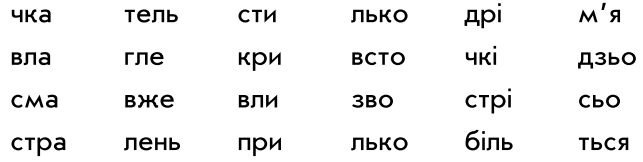 чка тель сти лько дрі м’я
вла гле кри всто чкі дзьо
сма вже вли зво стрі сьо
стра лень при лько біль ться